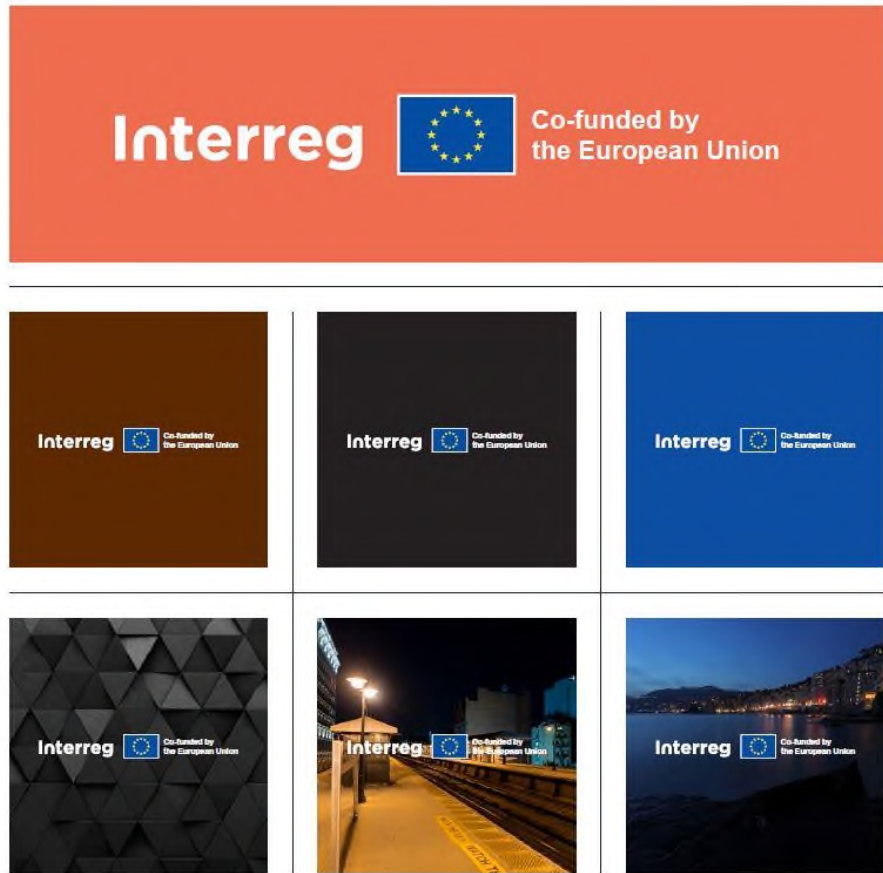 Interreg
Co-funded by
the European Union
Interreg
Co-funded by
the European Union
Interreg
Co-funded by
the European Union
Interreg
Co-funded by
the European Union
Interreg
Co-funded by
the European Union
Interreg
Co-funded by
the European Union
Interreg
Co-funded by
the European Union